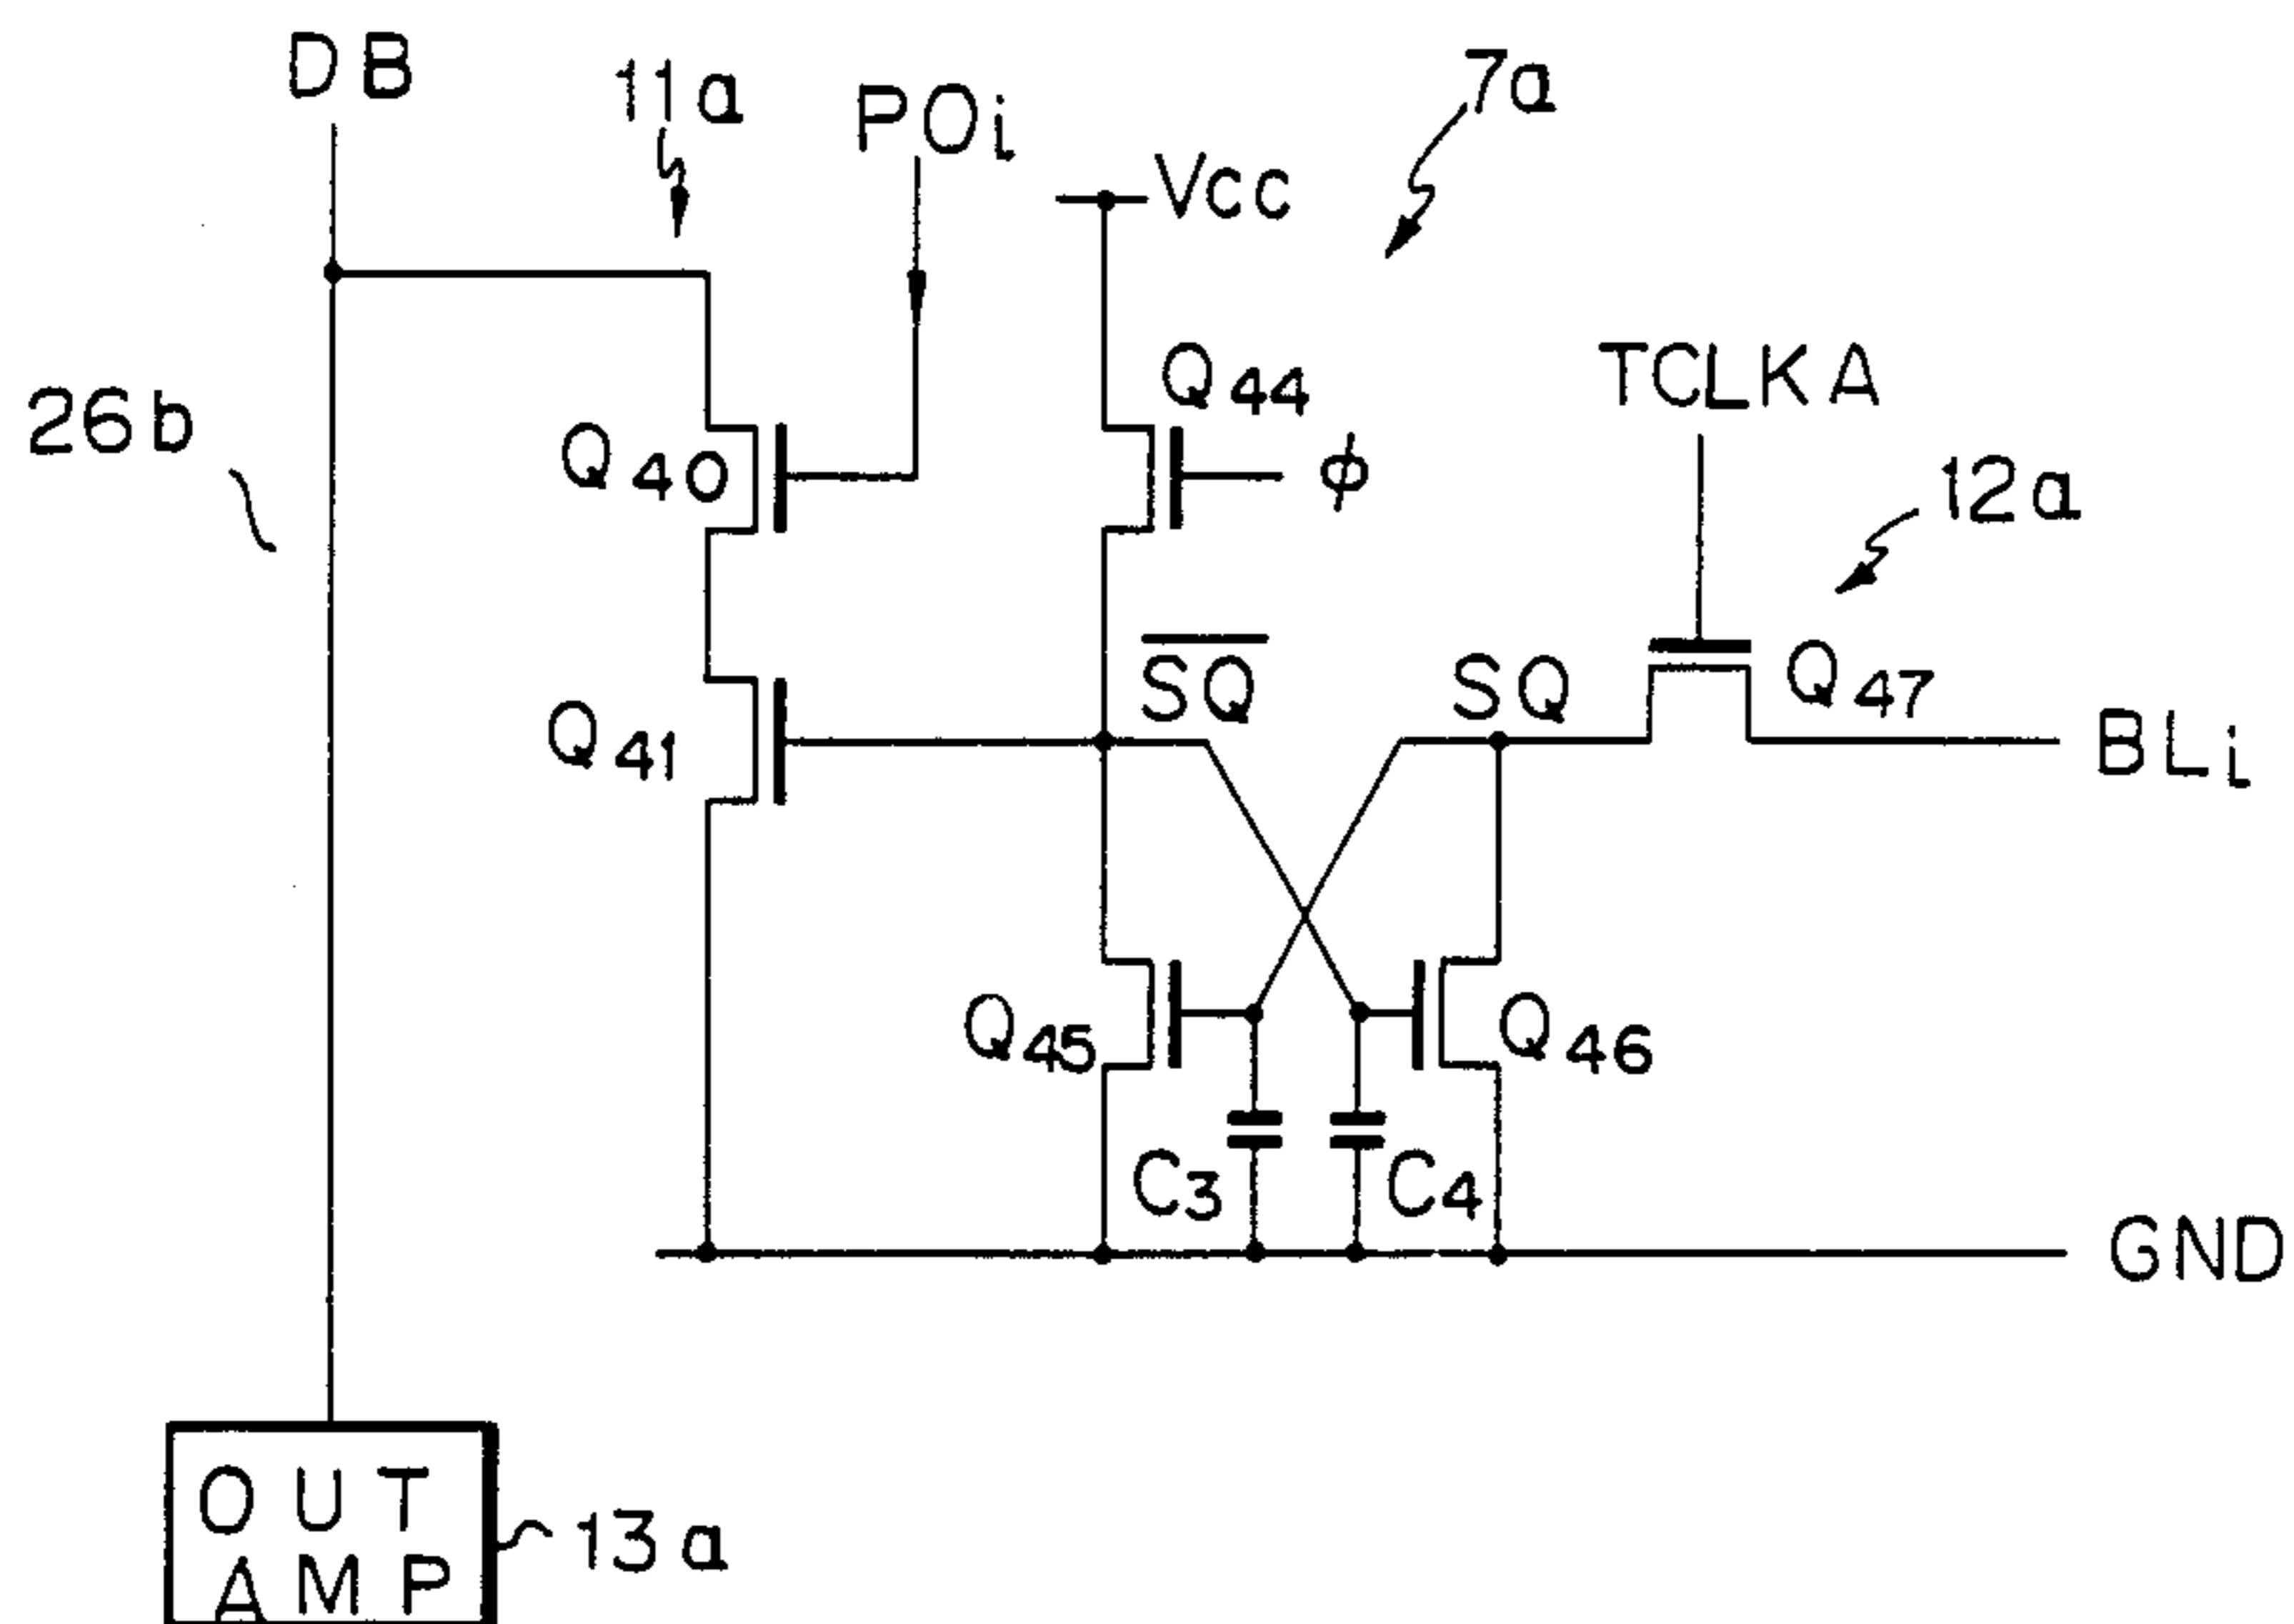 DB
11a
POi
7a
Vcc
26b
Q40
Q44
ϕ
TCLKA
12a
Q41
S̅Q̅
SQ
Q47
BLi
Q45
Q46
C3
C4
GND
OUT
AMP
13a